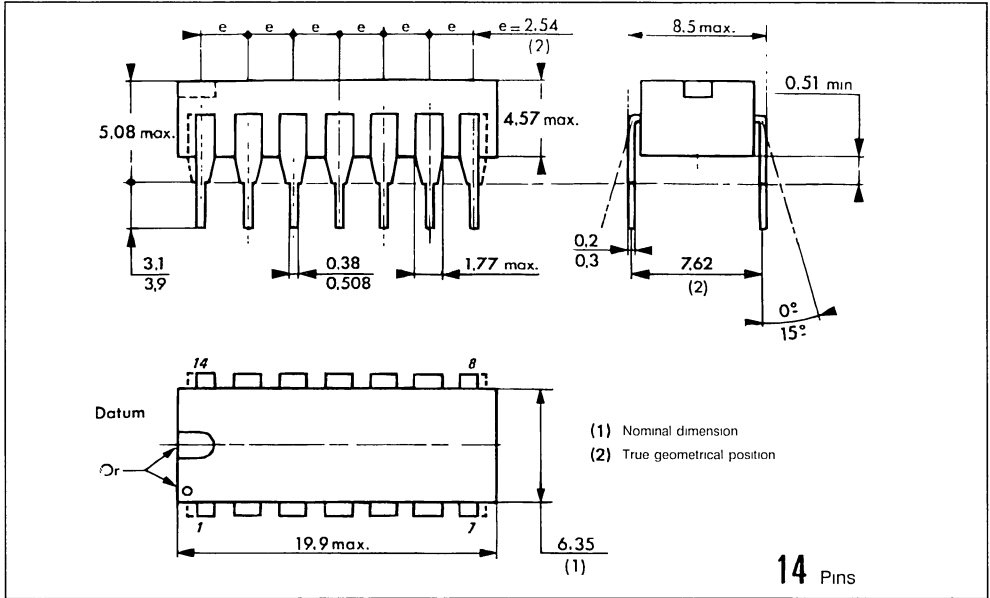 e e e e e e = 2,54
(2)
8.5 max.
0,51 min
5,08 max.
4,57 max.
3,1
3,9
0,38
0,508
1,77 max.
0,2
0,3
7,62
(2)
0°
15°
14 8
Datum
Or
1 7
19,9 max.
6,35
(1)
(1) Nominal dimension
(2) True geometrical position
14 Pins